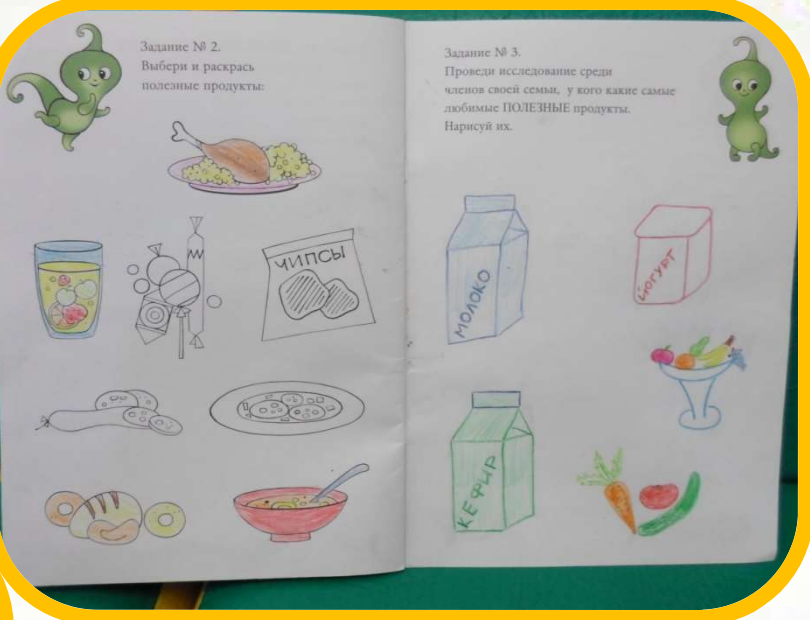 Задание № 2.
Выбери и раскрась
полезные продукты:
ЧИПСЫ
Задание № 3.
Проведи исследование среди
членов своей семьи, у кого какие самые
любимые ПОЛЕЗНЫЕ продукты.
Нарисуй их.
МОЛОКО
ЙОГУРТ
КЕФИР